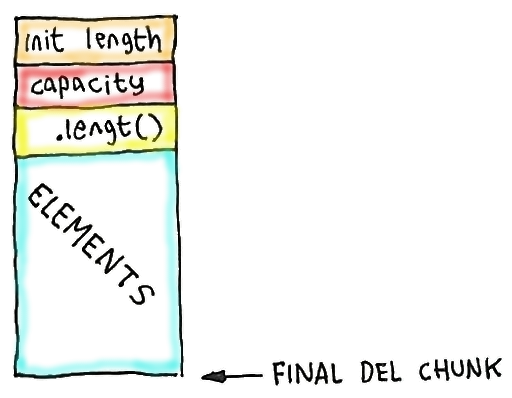 init length
capacity
.lengt()
ELEMENTS
FINAL DEL CHUNK